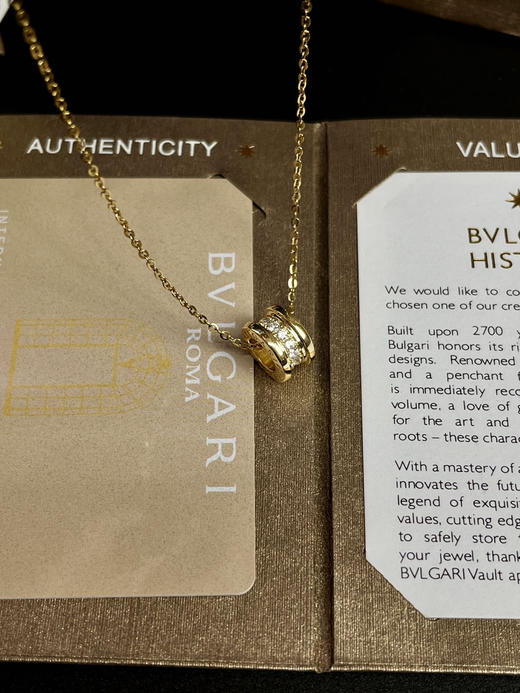 AUTHENTICITY
BVLGARI
ROMA
VALU
BVLG
HIST
We would like to co
chosen one of our cre
Built upon 2700 y
Bulgari honors its ri
designs. Renowned
and a penchant f
is immediately reco
volume, a love of g
for the art and
roots – these charac
With a mastery of a
innovates the futu
legend of exquisit
values, cutting edg
to safely store
your jewel, thank
BVLGARI Vault ap